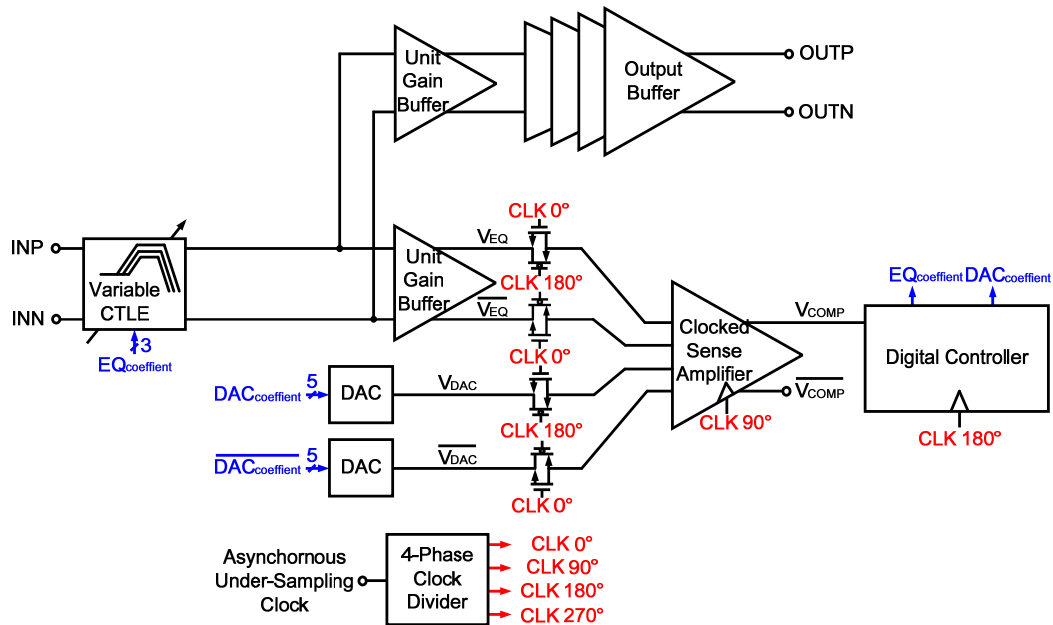 Unit
Gain
Buffer
Output
Buffer
OUTP
OUTN
INP
INN
Variable
CTLE
3
EQcoeffient
Unit
Gain
Buffer
VEQ
VEQ
CLK 0°
CLK 180°
CLK 0°
CLK 180°
CLK 0°
DACcoeffient
5
DAC
VDAC
DACcoeffient
5
DAC
VDAC
Clocked
Sense
Amplifier
CLK 90°
VCOMP
VCOMP
EQcoeffient
DACcoeffient
Digital Controller
CLK 180°
Asynchornous
Under-Sampling
Clock
4-Phase
Clock
Divider
CLK 0°
CLK 90°
CLK 180°
CLK 270°